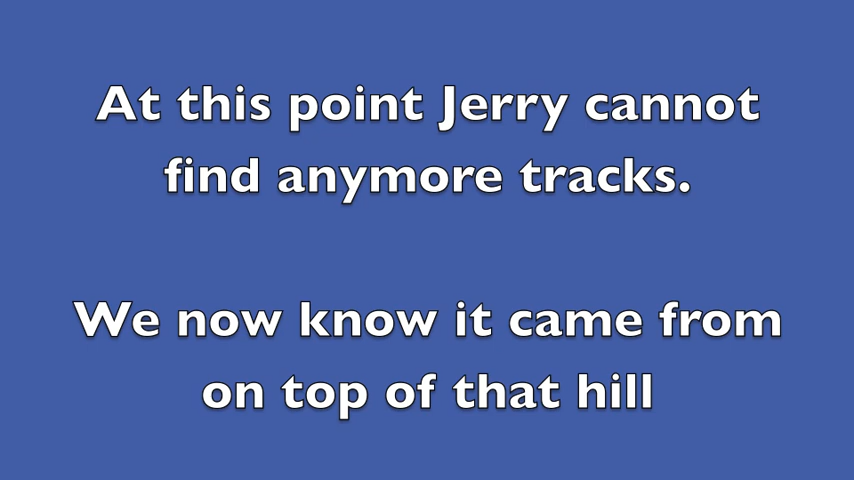 At this point Jerry cannot
find anymore tracks.
We now know it came from
on top of that hill